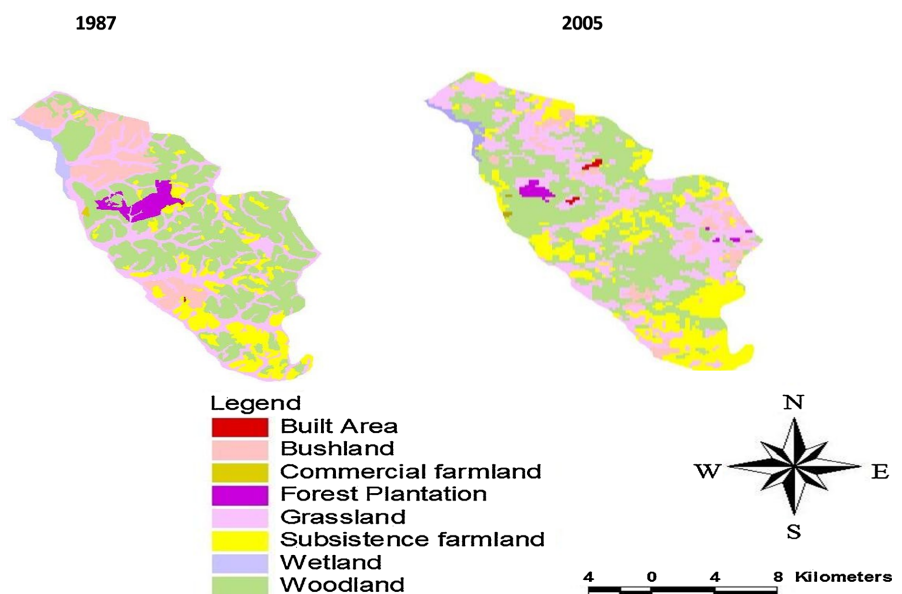 1987
2005
Legend
Built Area
Bushland
Commercial farmland
Forest Plantation
Grassland
Subsistence farmland
Wetland
Woodland
N
W E
S
4 0 4 8 Kilometers